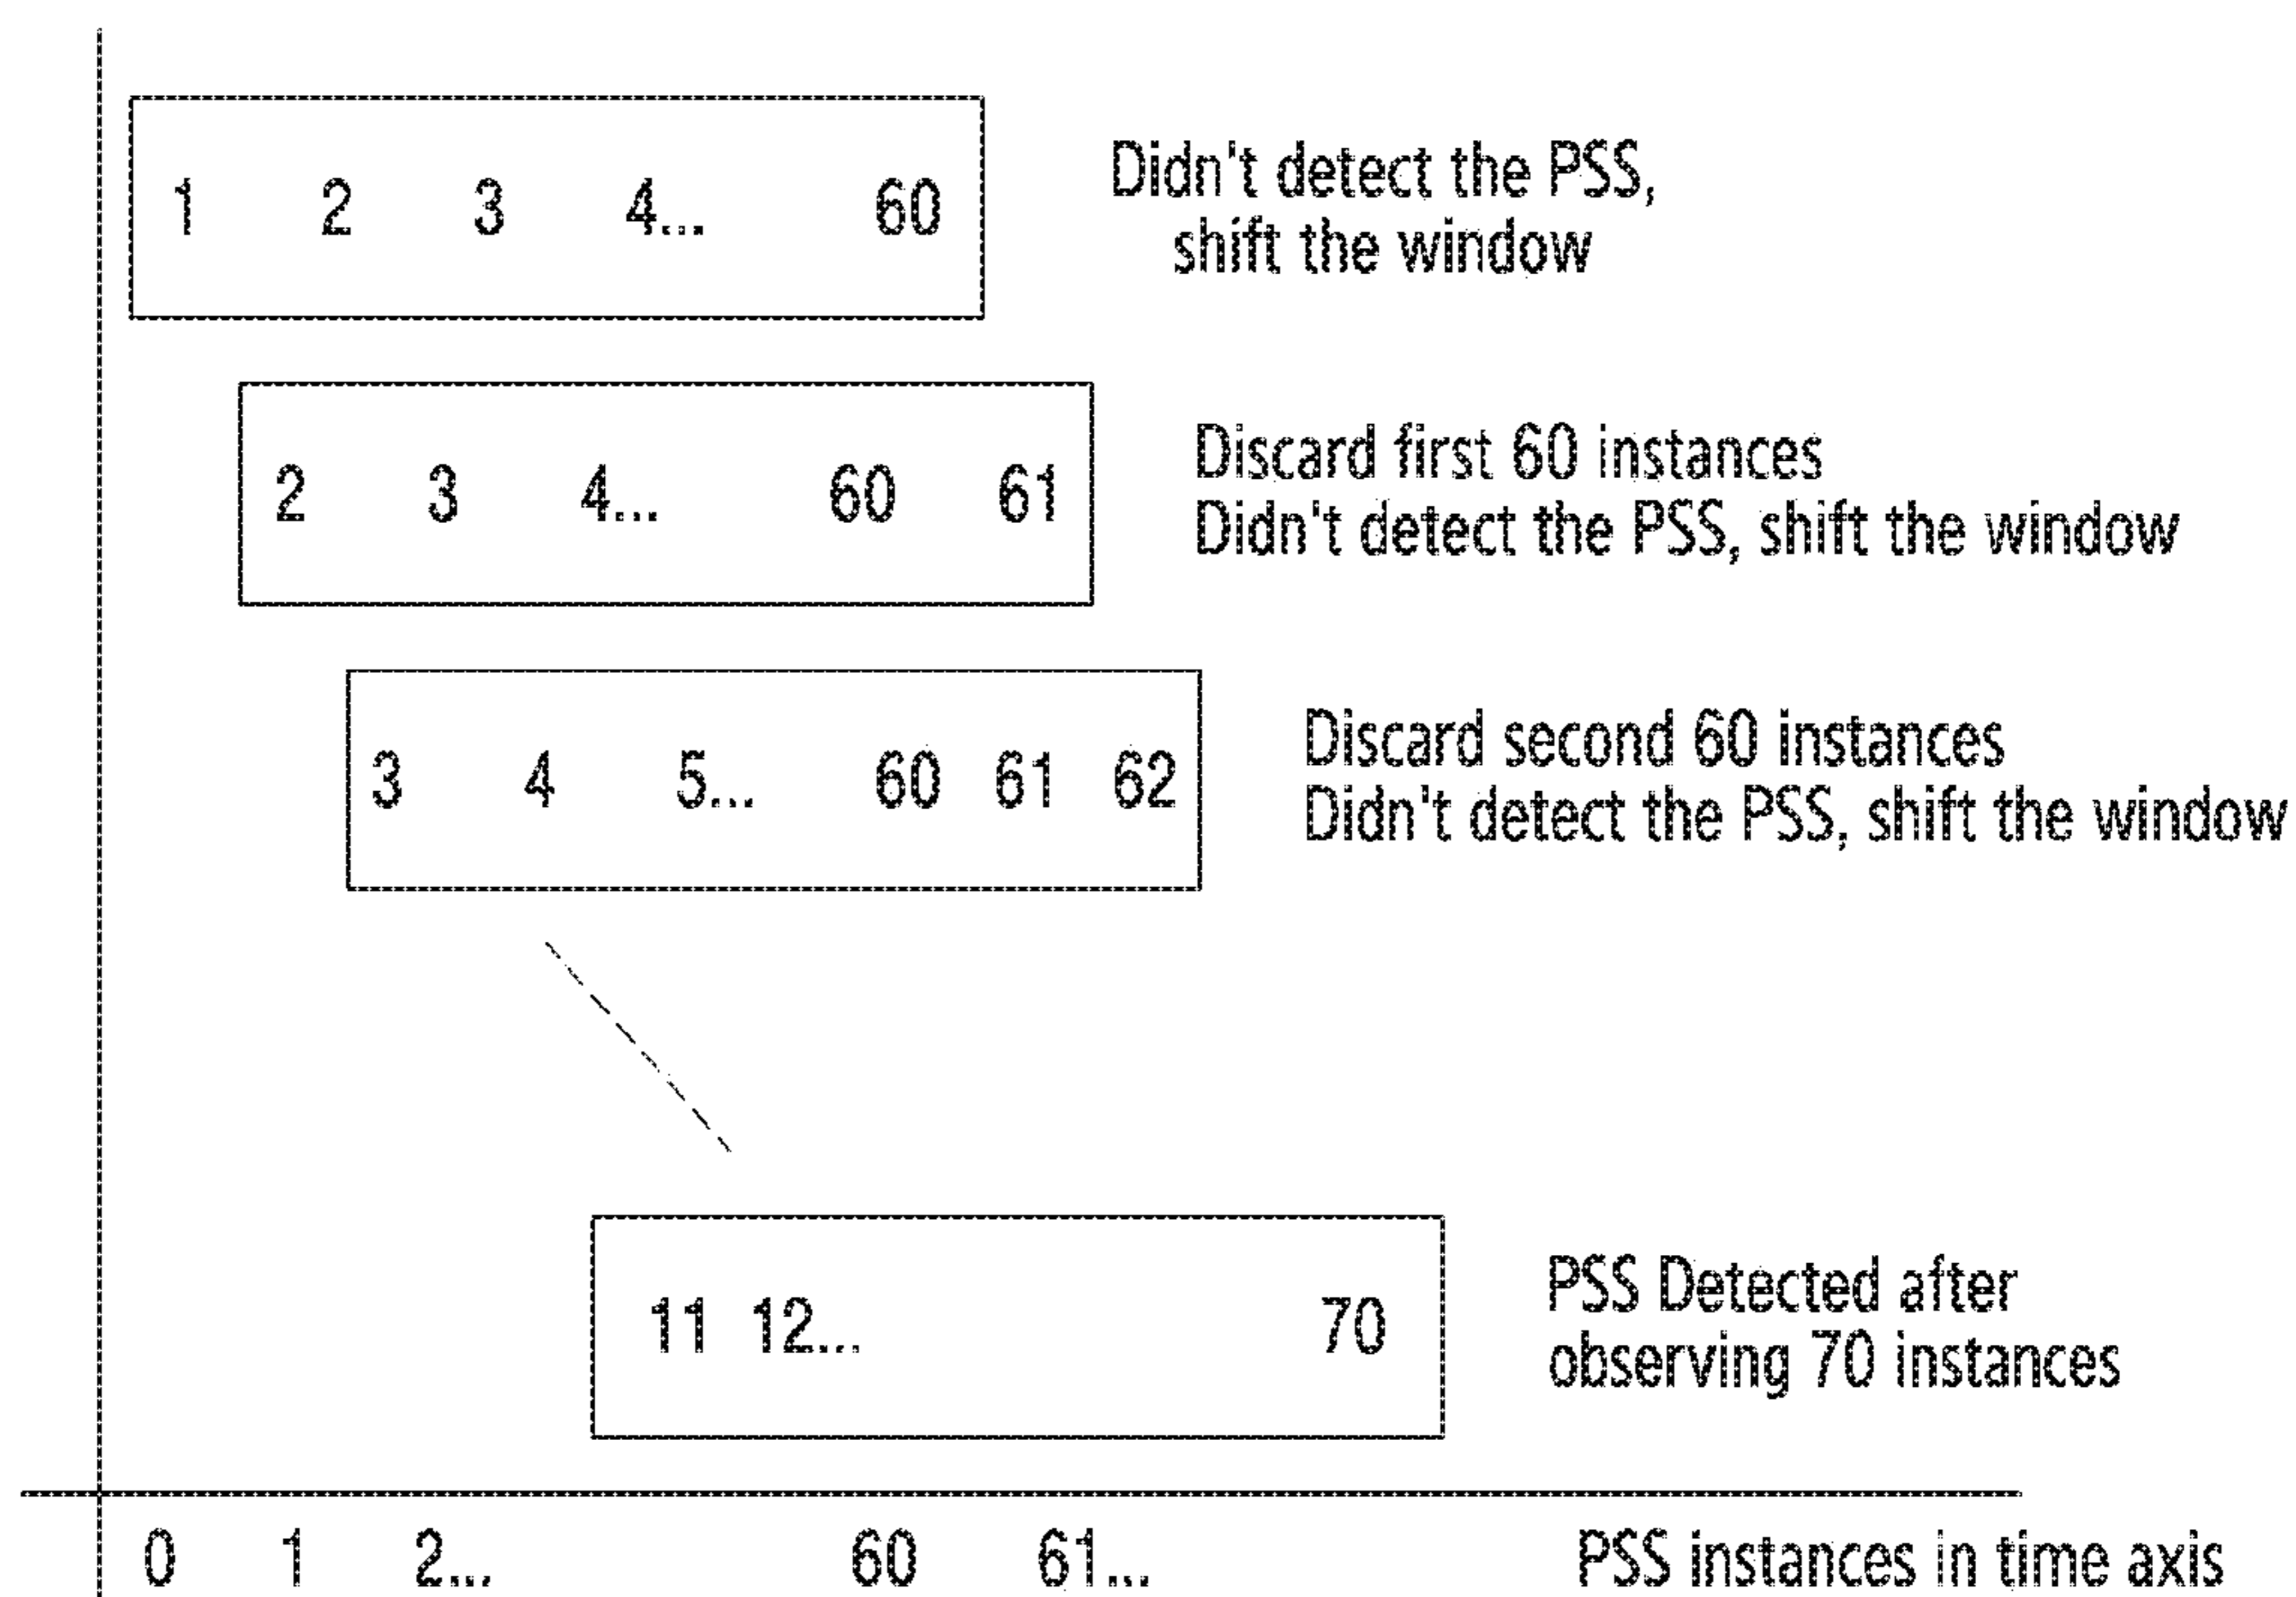 1 2 3 4... 60
Didn't detect the PSS,
shift the window
2 3 4... 60 61
Discard first 60 instances
Didn't detect the PSS, shift the window
3 4 5... 60 61 62
Discard second 60 instances
Didn't detect the PSS, shift the window
11 12... 70
PSS Detected after
observing 70 instances
0 1 2... 60 61... PSS instances in time axis